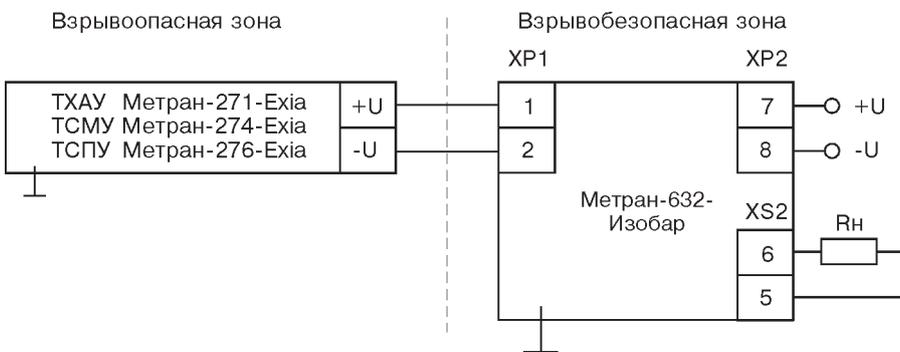 Взрывоопасная зона
Взрывобезопасная зона
XP1
XP2
ТХАУ Метран-271-Exia
ТСМУ Метран-274-Exia
ТСПУ Метран-276-Exia
+U
-U
1
2
7
8
+U
-U
Метран-632-
Изобар
XS2
6
5
Rн